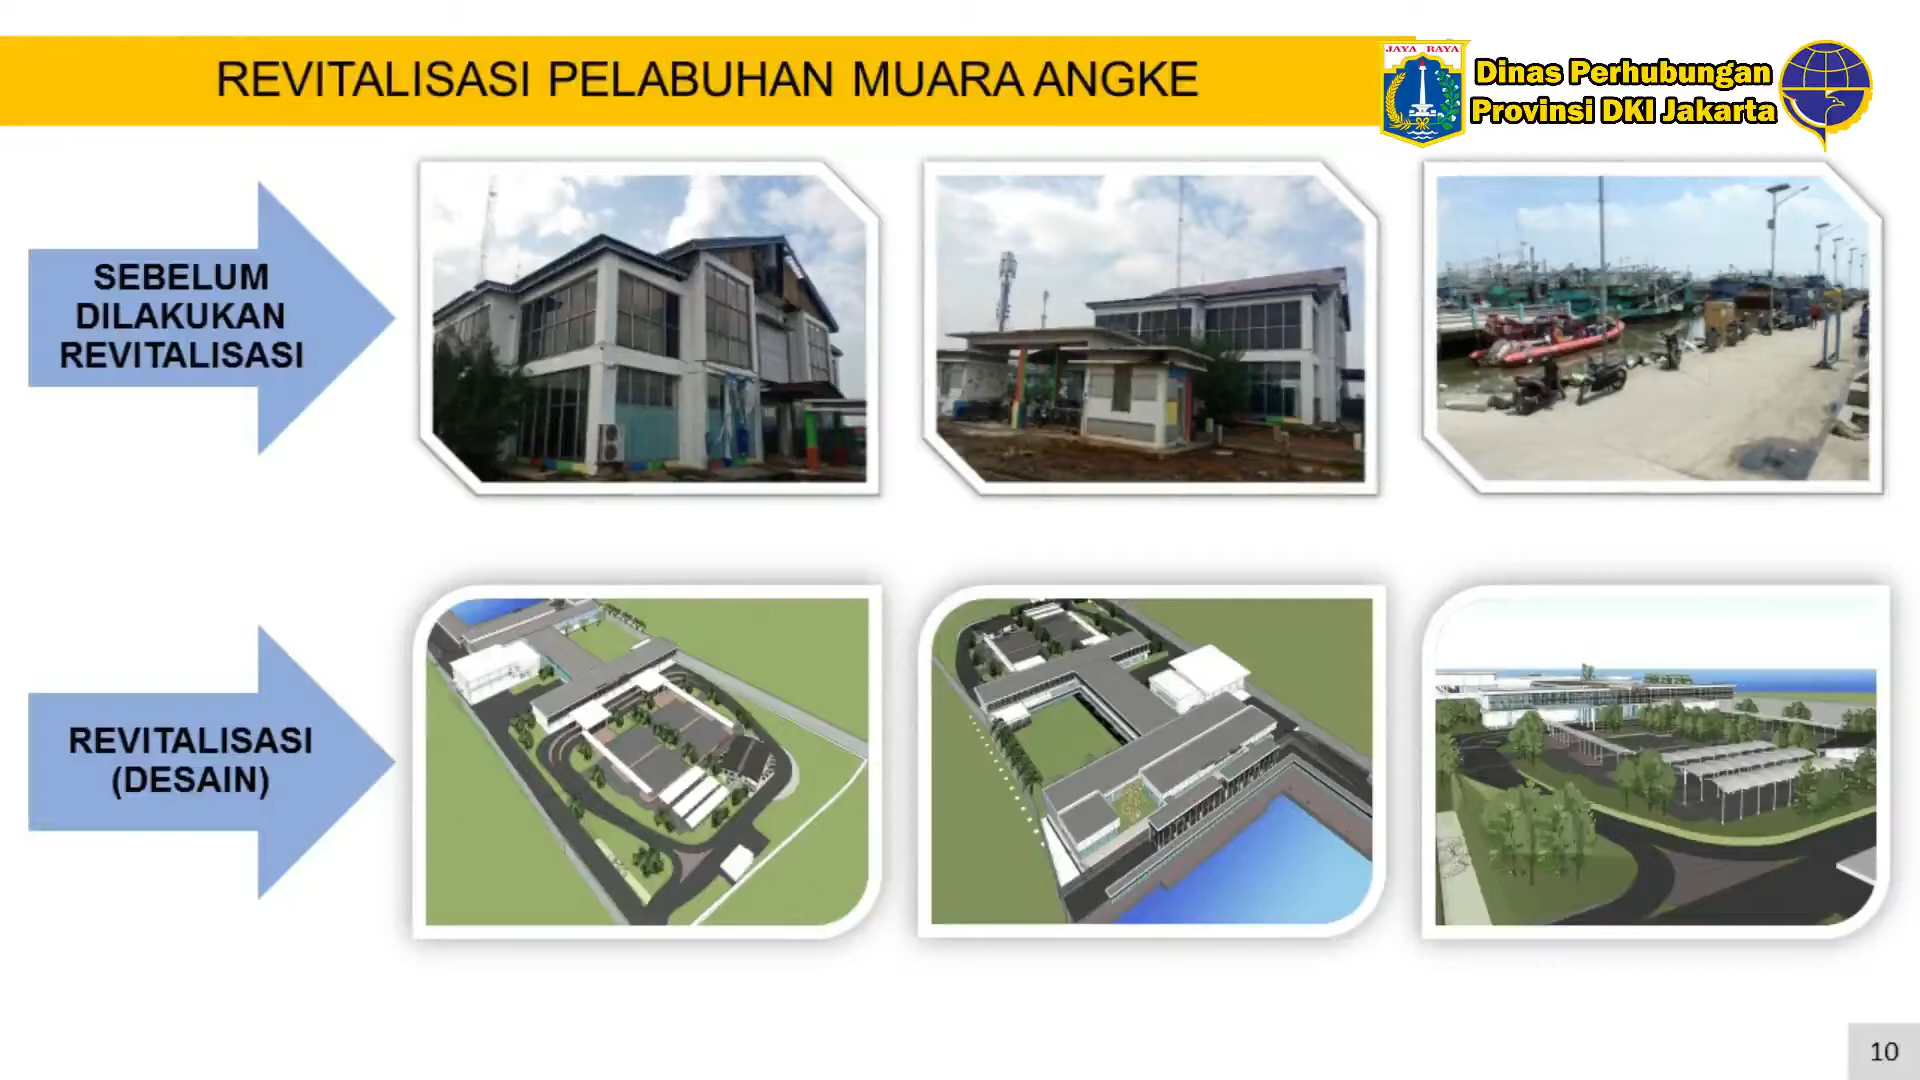 REVITALISASI PELABUHAN MUARA ANGKE
JAYA RAYA
Dinas Perhubungan
Provinsi DKI Jakarta
SEBELUM
DILAKUKAN
REVITALISASI
REVITALISASI
(DESAIN)
10